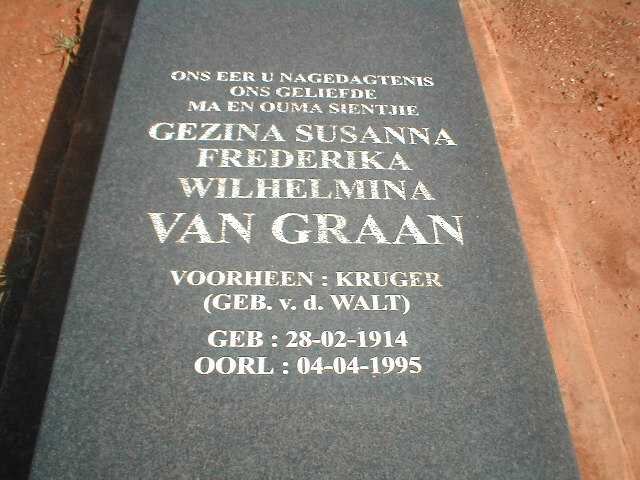 ONS EER U NAGEDAGTENIS
ONS GELIEFDE
MA EN OUMA SIENTJIE
GEZINA SUSANNA
FREDERIKA
WILHELMINA
VAN GRAAN
VOORHEEN : KRUGER
(GEB. v. d. WALT)
GEB : 28-02-1914
OORL : 04-04-1995